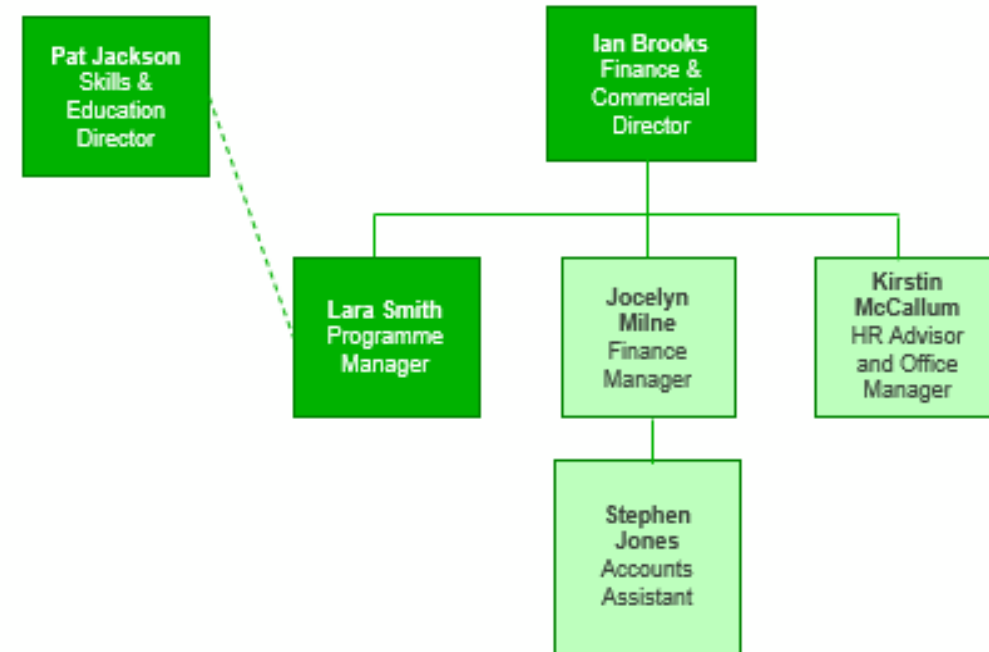 Pat Jackson
Skills &
Education
Director
Ian Brooks
Finance &
Commercial
Director
Lara Smith
Programme
Manager
Jocelyn
Milne
Finance
Manager
Kirstin
McCallum
HR Advisor
and Office
Manager
Stephen
Jones
Accounts
Assistant